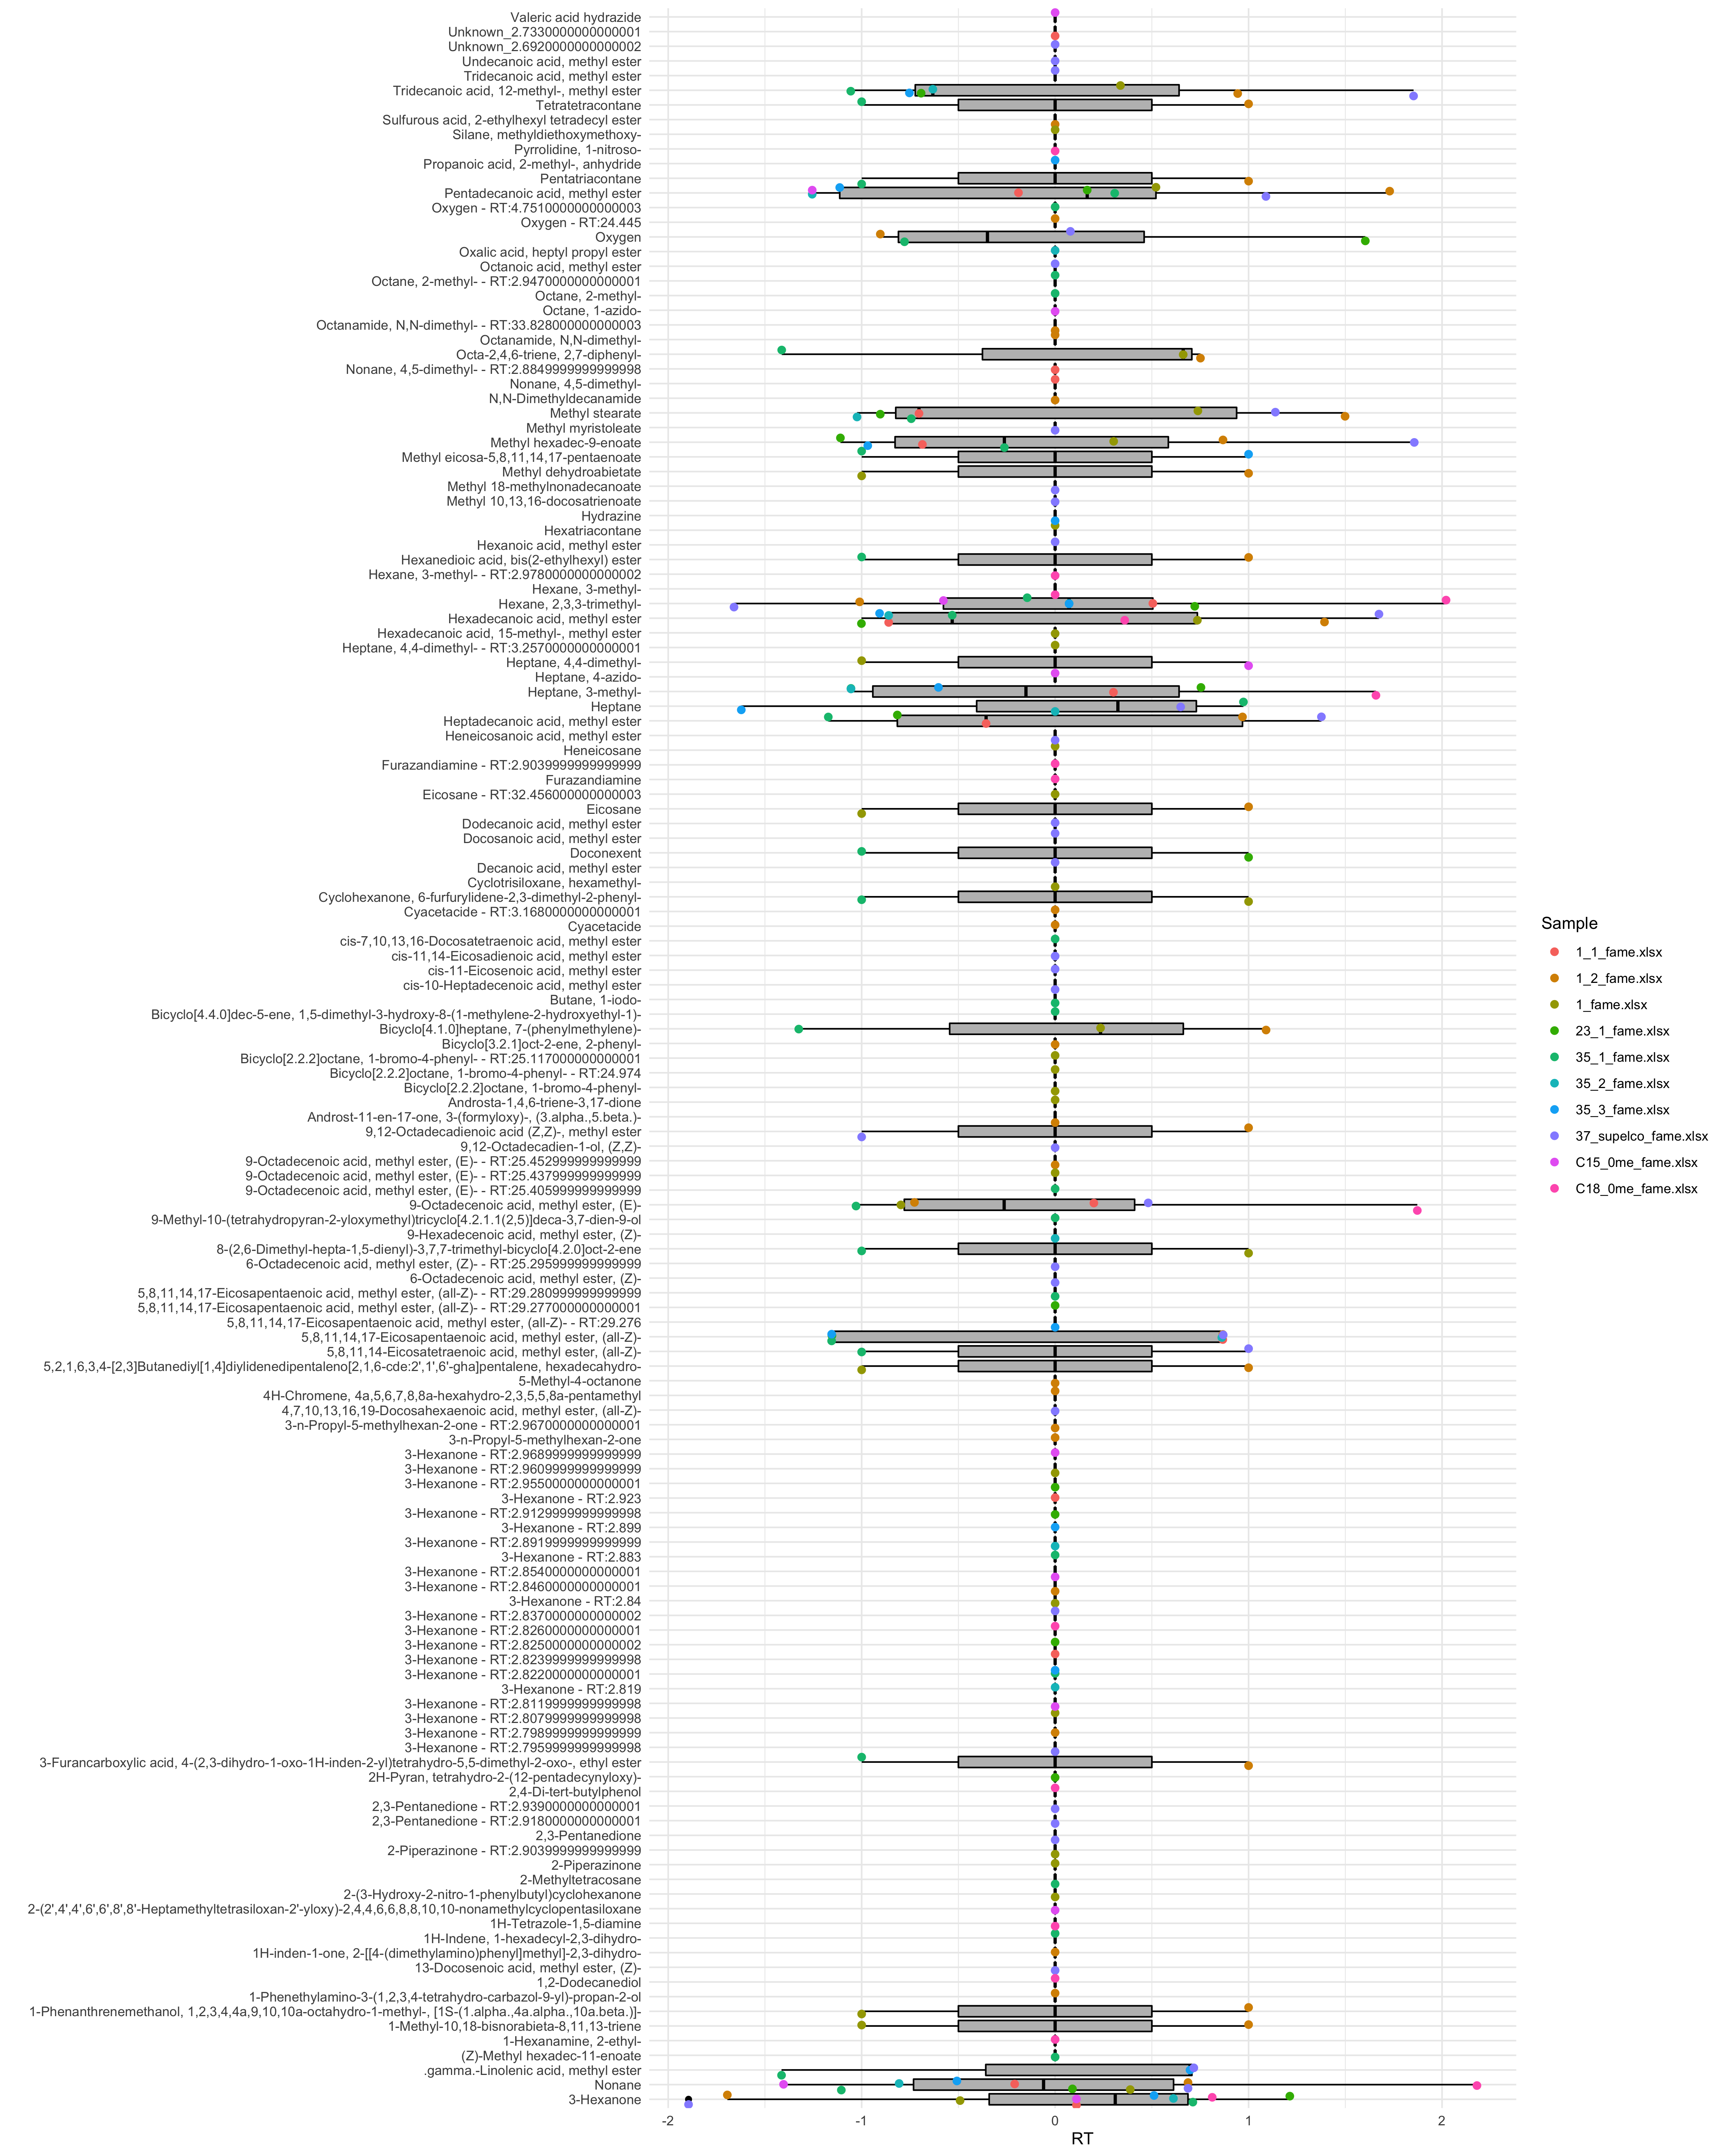 Valeric acid hydrazide
Unknown_2.7330000000000001
Unknown_2.6920000000000002
Undecanoic acid, methyl ester
Tridecanoic acid, methyl ester
Tridecanoic acid, 12-methyl-, methyl ester
Tetratetracontane
Sulfurous acid, 2-ethylhexyl tetradecyl ester
Silane, methyldiethoxymethoxy-
Pyrrolidine, 1-nitroso-
Propanoic acid, 2-methyl-, anhydride
Pentatriacontane
Pentadecanoic acid, methyl ester
Oxygen - RT:4.7510000000000003
Oxygen - RT:24.445
Oxygen
Oxalic acid, heptyl propyl ester
Octanoic acid, methyl ester
Octane, 2-methyl- - RT:2.9470000000000001
Octane, 2-methyl-
Octane, 1-azido-
Octanamide, N,N-dimethyl- - RT:33.828000000000003
Octanamide, N,N-dimethyl-
Octa-2,4,6-triene, 2,7-diphenyl-
Nonane, 4,5-dimethyl- - RT:2.8849999999999998
Nonane, 4,5-dimethyl-
N,N-Dimethyldecanamide
Methyl stearate
Methyl myristoleate
Methyl hexadec-9-enoate
Methyl eicosa-5,8,11,14,17-pentaenoate
Methyl dehydroabietate
Methyl 18-methylnonadecanoate
Methyl 10,13,16-docosatrienoate
Hydrazine
Hexatriacontane
Hexanoic acid, methyl ester
Hexanedioic acid, bis(2-ethylhexyl) ester
Hexane, 3-methyl- - RT:2.9780000000000002
Hexane, 3-methyl-
Hexane, 2,3,3-trimethyl-
Hexadecanoic acid, methyl ester
Hexadecanoic acid, 15-methyl-, methyl ester
Heptane, 4,4-dimethyl- - RT:3.2570000000000001
Heptane, 4,4-dimethyl-
Heptane, 4-azido-
Heptane, 3-methyl-
Heptane
Heptadecanoic acid, methyl ester
Heneicosanoic acid, methyl ester
Heneicosane
Furazandiamine - RT:2.9039999999999999
Furazandiamine
Eicosane - RT:32.456000000000003
Eicosane
Dodecanoic acid, methyl ester
Docosanoic acid, methyl ester
Doconexent
Decanoic acid, methyl ester
Cyclotrisiloxane, hexamethyl-
Cyclohexanone, 6-furfurylidene-2,3-dimethyl-2-phenyl-
Cyacetacide - RT:3.1680000000000001
Cyacetacide
cis-7,10,13,16-Docosatetraenoic acid, methyl ester
cis-11,14-Eicosadienoic acid, methyl ester
cis-11-Eicosenoic acid, methyl ester
cis-10-Heptadecenoic acid, methyl ester
Butane, 1-iodo-
Bicyclo[4.4.0]dec-5-ene, 1,5-dimethyl-3-hydroxy-8-(1-methylene-2-hydroxyethyl-1)-
Bicyclo[4.1.0]heptane, 7-(phenylmethylene)-
Bicyclo[3.2.1]oct-2-ene, 2-phenyl-
Bicyclo[2.2.2]octane, 1-bromo-4-phenyl- - RT:25.117000000000001
Bicyclo[2.2.2]octane, 1-bromo-4-phenyl- - RT:24.974
Bicyclo[2.2.2]octane, 1-bromo-4-phenyl-
Androsta-1,4,6-triene-3,17-dione
Androst-11-en-17-one, 3-(formyloxy)-, (3.alpha.,5.beta.)-
9,12-Octadecadienoic acid (Z,Z)-, methyl ester
9,12-Octadecadien-1-ol, (Z,Z)-
9-Octadecenoic acid, methyl ester, (E)- - RT:25.452999999999999
9-Octadecenoic acid, methyl ester, (E)- - RT:25.437999999999999
9-Octadecenoic acid, methyl ester, (E)- - RT:25.405999999999999
9-Octadecenoic acid, methyl ester, (E)-
9-Methyl-10-(tetrahydropyran-2-yloxymethyl)tricyclo[4.2.1.1(2,5)]deca-3,7-dien-9-ol
9-Hexadecenoic acid, methyl ester, (Z)-
8-(2,6-Dimethyl-hepta-1,5-dienyl)-3,7,7-trimethyl-bicyclo[4.2.0]oct-2-ene
6-Octadecenoic acid, methyl ester, (Z)- - RT:25.295999999999999
6-Octadecenoic acid, methyl ester, (Z)-
5,8,11,14,17-Eicosapentaenoic acid, methyl ester, (all-Z)- - RT:29.280999999999999
5,8,11,14,17-Eicosapentaenoic acid, methyl ester, (all-Z)- - RT:29.277000000000001
5,8,11,14,17-Eicosapentaenoic acid, methyl ester, (all-Z)- - RT:29.276
5,8,11,14,17-Eicosapentaenoic acid, methyl ester, (all-Z)-
5,8,11,14-Eicosatetraenoic acid, methyl ester, (all-Z)-
5,2,1,6,3,4-[2,3]Butanediyl[1,4]diylidenedipentaleno[2,1,6-cde:2',1',6'-gha]pentalene, hexadecahydro-
5-Methyl-4-octanone
4H-Chromene, 4a,5,6,7,8,8a-hexahydro-2,3,5,5,8a-pentamethyl
4,7,10,13,16,19-Docosahexaenoic acid, methyl ester, (all-Z)-
3-n-Propyl-5-methylhexan-2-one - RT:2.9670000000000001
3-n-Propyl-5-methylhexan-2-one
3-Hexanone - RT:2.9689999999999999
3-Hexanone - RT:2.9609999999999999
3-Hexanone - RT:2.9550000000000001
3-Hexanone - RT:2.923
3-Hexanone - RT:2.9129999999999998
3-Hexanone - RT:2.899
3-Hexanone - RT:2.8919999999999999
3-Hexanone - RT:2.883
3-Hexanone - RT:2.8540000000000001
3-Hexanone - RT:2.8460000000000001
3-Hexanone - RT:2.84
3-Hexanone - RT:2.8370000000000002
3-Hexanone - RT:2.8260000000000001
3-Hexanone - RT:2.8250000000000002
3-Hexanone - RT:2.8239999999999998
3-Hexanone - RT:2.8220000000000001
3-Hexanone - RT:2.819
3-Hexanone - RT:2.8119999999999998
3-Hexanone - RT:2.8079999999999998
3-Hexanone - RT:2.7989999999999999
3-Hexanone - RT:2.7959999999999998
3-Furancarboxylic acid, 4-(2,3-dihydro-1-oxo-1H-inden-2-yl)tetrahydro-5,5-dimethyl-2-oxo-, ethyl ester
2H-Pyran, tetrahydro-2-(12-pentadecynyloxy)-
2,4-Di-tert-butylphenol
2,3-Pentanedione - RT:2.9390000000000001
2,3-Pentanedione - RT:2.9180000000000001
2,3-Pentanedione
2-Piperazinone - RT:2.9039999999999999
2-Piperazinone
2-Methyltetracosane
2-(3-Hydroxy-2-nitro-1-phenylbutyl)cyclohexanone
2-(2',4',4',6',6',8',8'-Heptamethyltetrasiloxan-2'-yloxy)-2,4,4,6,6,8,8,10,10-nonamethylcyclopentasiloxane
1H-Tetrazole-1,5-diamine
1H-Indene, 1-hexadecyl-2,3-dihydro-
1H-inden-1-one, 2-[[4-(dimethylamino)phenyl]methyl]-2,3-dihydro-
13-Docosenoic acid, methyl ester, (Z)-
1,2-Dodecanediol
1-Phenethylamino-3-(1,2,3,4-tetrahydro-carbazol-9-yl)-propan-2-ol
1-Phenanthrenemethanol, 1,2,3,4,4a,9,10,10a-octahydro-1-methyl-, [1S-(1.alpha.,4a.alpha.,10a.beta.)]-
1-Methyl-10,18-bisnorabieta-8,11,13-triene
1-Hexanamine, 2-ethyl-
(Z)-Methyl hexadec-11-enoate
.gamma.-Linolenic acid, methyl ester
Nonane
3-Hexanone
-2 -1 0 1 2
RT
Sample
1_1_fame.xlsx
1_2_fame.xlsx
1_fame.xlsx
23_1_fame.xlsx
35_1_fame.xlsx
35_2_fame.xlsx
35_3_fame.xlsx
37_supelco_fame.xlsx
C15_0me_fame.xlsx
C18_0me_fame.xlsx